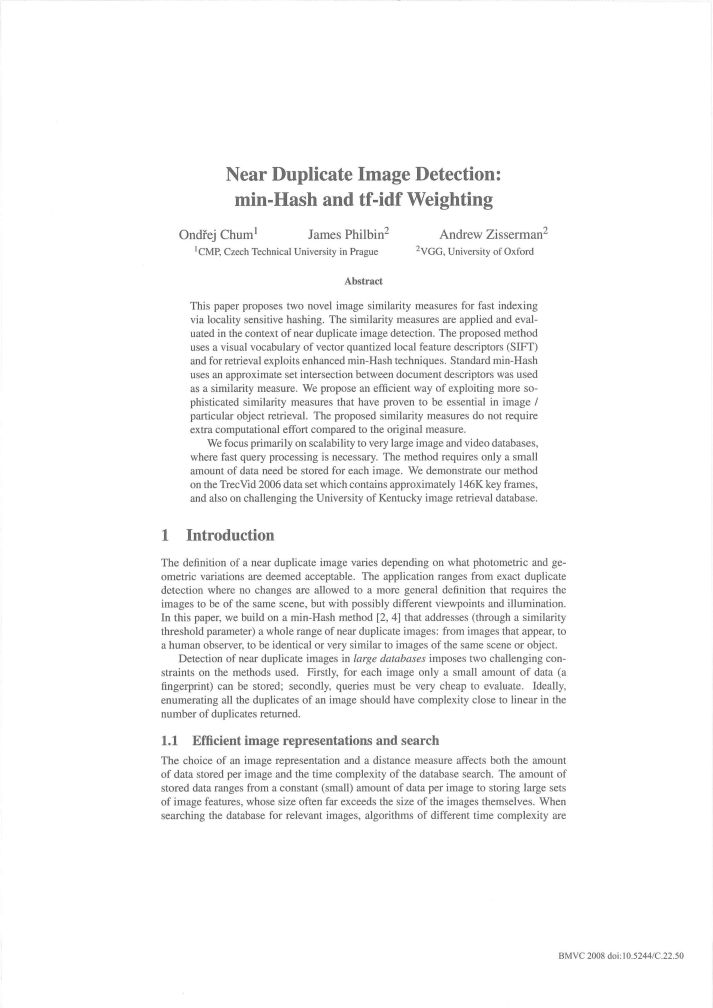 Near Duplicate Image Detection:
min-Hash and tf-idf Weighting
Ondřej Chum1 James Philbin2 Andrew Zisserman2
1CMP, Czech Technical University in Prague 2VGG, University of Oxford
Abstract
This paper proposes two novel image similarity measures for fast indexing
via locality sensitive hashing. The similarity measures are applied and eval-
uated in the context of near duplicate image detection. The proposed method
uses a visual vocabulary of vector quantized local feature descriptors (SIFT)
and for retrieval exploits enhanced min-Hash techniques. Standard min-Hash
uses an approximate set intersection between document descriptors was used
as a similarity measure. We propose an efficient way of exploiting more so-
phisticated similarity measures that have proven to be essential in image /
particular object retrieval. The proposed similarity measures do not require
extra computational effort compared to the original measure.
We focus primarily on scalability to very large image and video databases,
where fast query processing is necessary. The method requires only a small
amount of data need be stored for each image. We demonstrate our method
on the TrecVid 2006 data set which contains approximately 146K key frames,
and also on challenging the University of Kentucky image retrieval database.
1 Introduction
The definition of a near duplicate image varies depending on what photometric and ge-
ometric variations are deemed acceptable. The application ranges from exact duplicate
detection where no changes are allowed to a more general definition that requires the
images to be of the same scene, but with possibly different viewpoints and illumination.
In this paper, we build on a min-Hash method [2, 4] that addresses (through a similarity
threshold parameter) a whole range of near duplicate images: from images that appear, to
a human observer, to be identical or very similar to images of the same scene or object.
Detection of near duplicate images in large databases imposes two challenging con-
straints on the methods used. Firstly, for each image only a small amount of data (a
fingerprint) can be stored; secondly, queries must be very cheap to evaluate. Ideally,
enumerating all the duplicates of an image should have complexity close to linear in the
number of duplicates returned.
1.1 Efficient image representations and search
The choice of an image representation and a distance measure affects both the amount
of data stored per image and the time complexity of the database search. The amount of
stored data ranges from a constant (small) amount of data per image to storing large sets
of image features, whose size often far exceeds the size of the images themselves. When
searching the database for relevant images, algorithms of different time complexity are
BMVC 2008 doi:10.5244/C.22.50